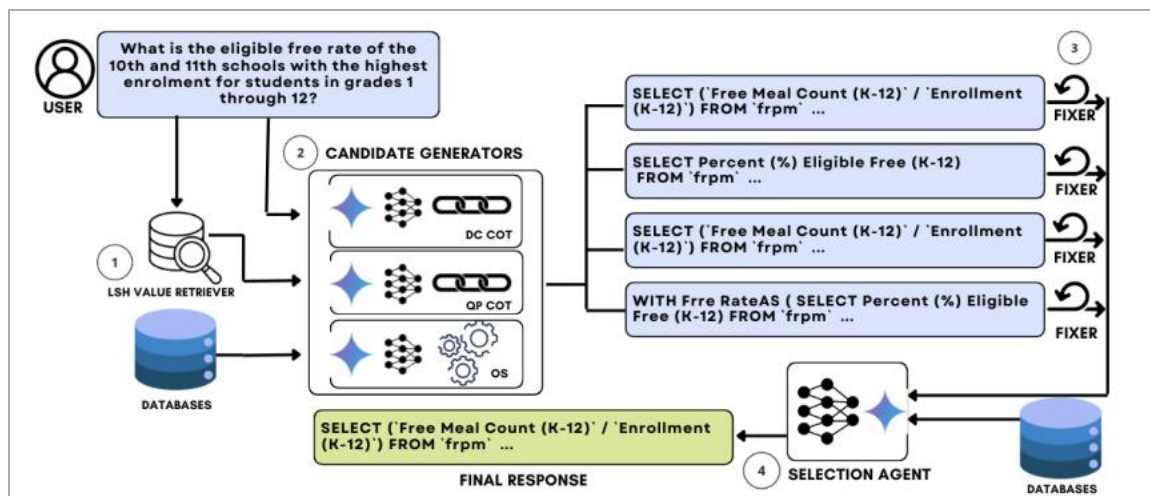 What is the eligible free rate of the
10th and 11th schools with the highest
enrolment for students in grades 1
through 12?
USER
3
SELECT (`Free Meal Count (K-12)` / `Enrollment
(K-12)`) FROM `frpm` ...
FIXER
2
CANDIDATE GENERATORS
SELECT Percent (%) Eligible Free (K-12)
FROM `frpm` ...
FIXER
DC COT
1
LSH VALUE RETRIEVER
SELECT (`Free Meal Count (K-12)` / `Enrollment
(K-12)`) FROM `frpm` ...
FIXER
QP COT
WITH Frre RateAS ( SELECT Percent (%) Eligible
Free (K-12) FROM `frpm` ...
FIXER
OS
DATABASES
SELECT (`Free Meal Count (K-12)` / `Enrollment
(K-12)`) FROM `frpm` ...
FINAL RESPONSE
4
SELECTION AGENT
DATABASES